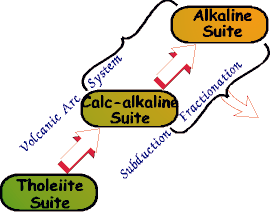 Alkaline
Suite
Volcanic Arc System
Calc-alkaline
Suite
Subduction Fractionation
Tholeiite
Suite